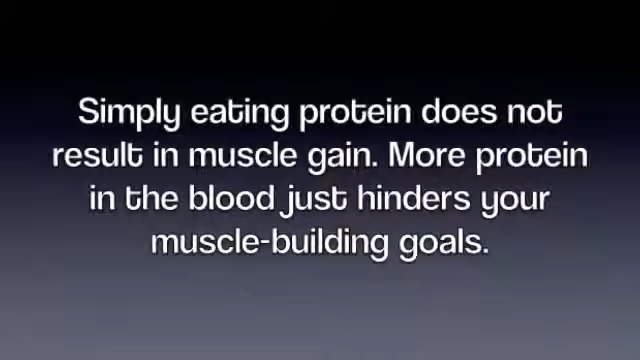 Simply eating protein does not
result in muscle gain. More protein
in the blood just hinders your
muscle-building goals.